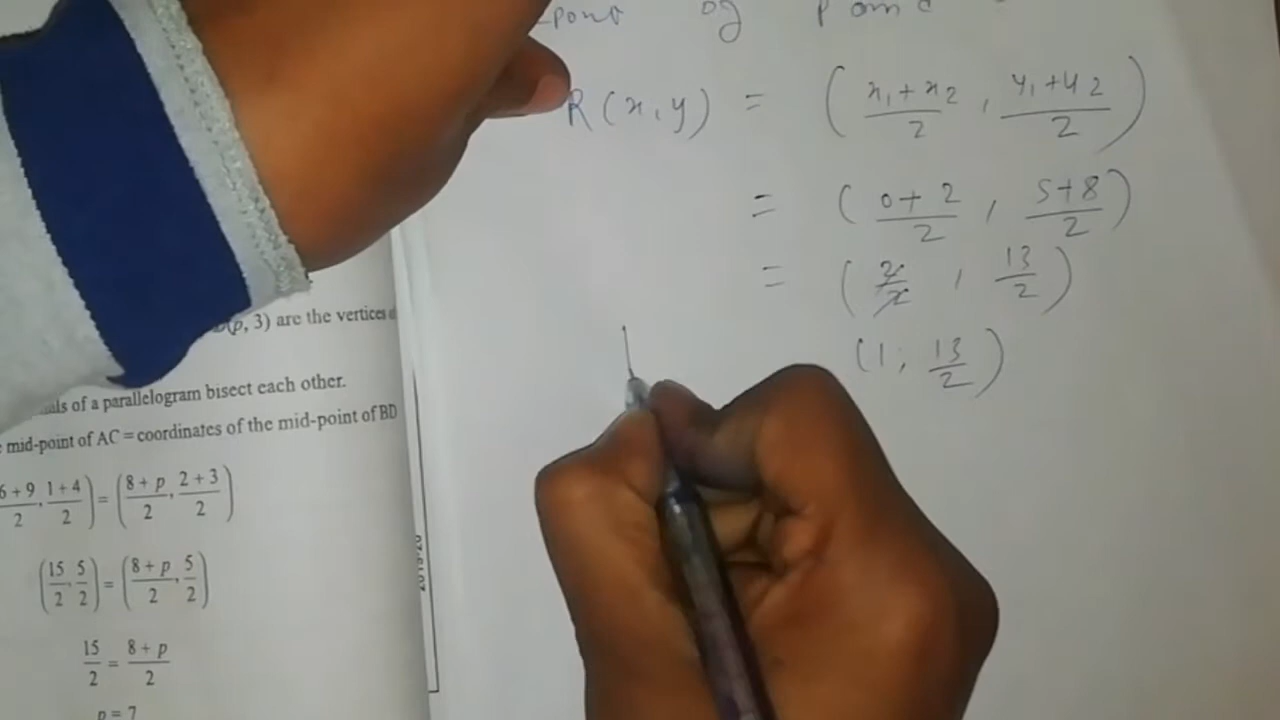 of P and
R(x,y) = (x₁+x₂/2, y₁+y₂/2)
= (0+2/2, 5+8/2)
= (2/2, 13/2)
(1, 13/2)
(p, 3) are the vertices
of a parallelogram bisect each other.
mid-point of AC = coordinates of the mid-point of BD
(6+9/2, 1+4/2) = (8+p/2, 2+3/2)
(15/2, 5/2) = (8+p/2, 5/2)
15/2 = 8+p/2
p = 7